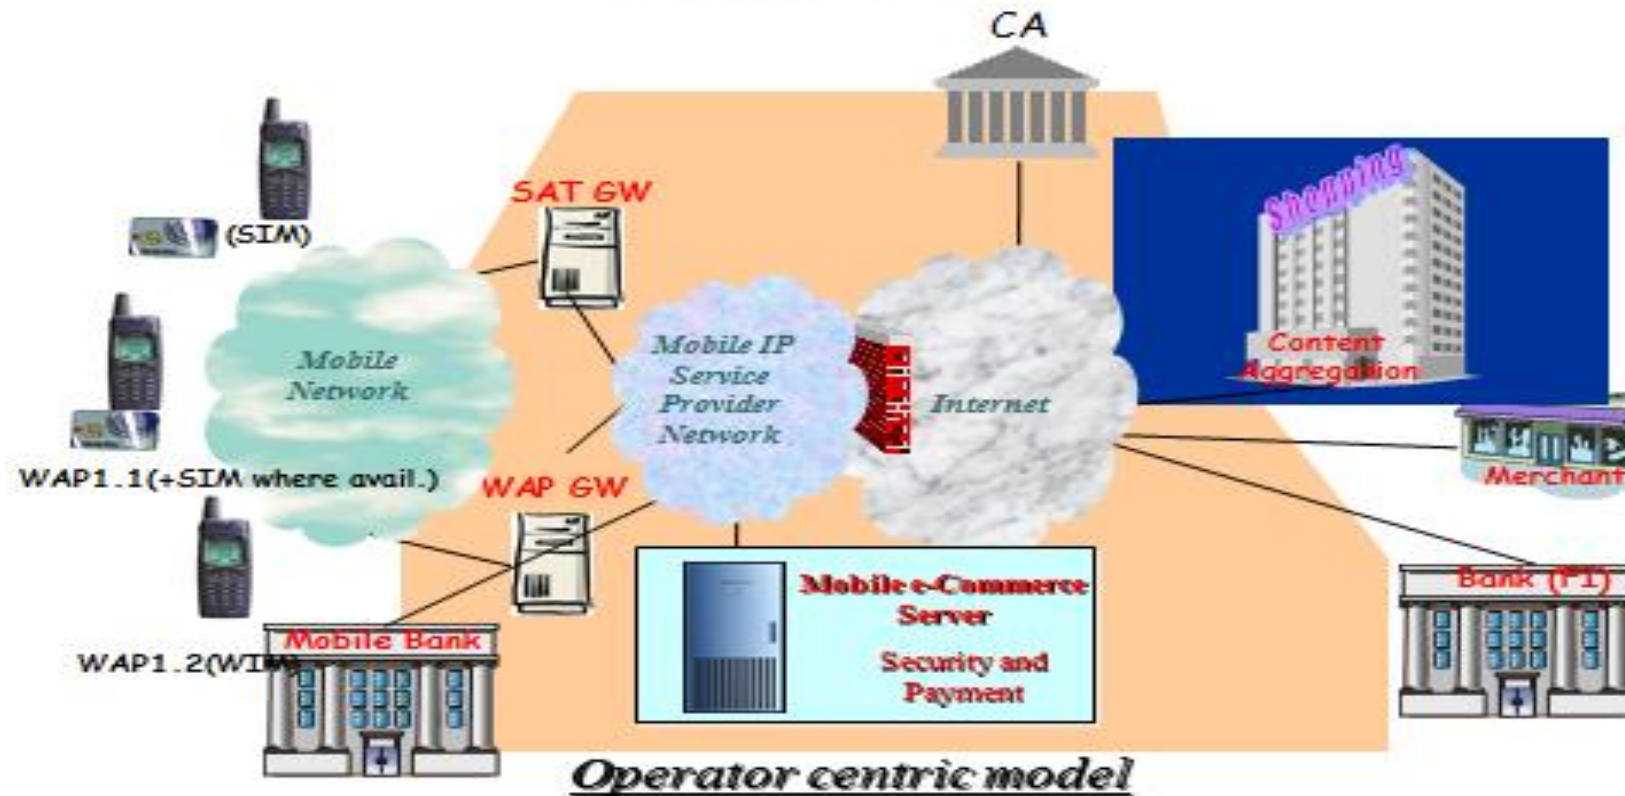 CA
SAT GW
(SIM)
Shopping
Mobile
Network
Mobile IP
Service
Provider
Network
Internet
Content
Aggregation
WAP1.1(+SIM where avail.)
WAP GW
Merchant
Mobile e-Commerce
Server
Security and
Payment
Bank (FI)
Mobile Bank
WAP1.2(WIM)
Operator centric model